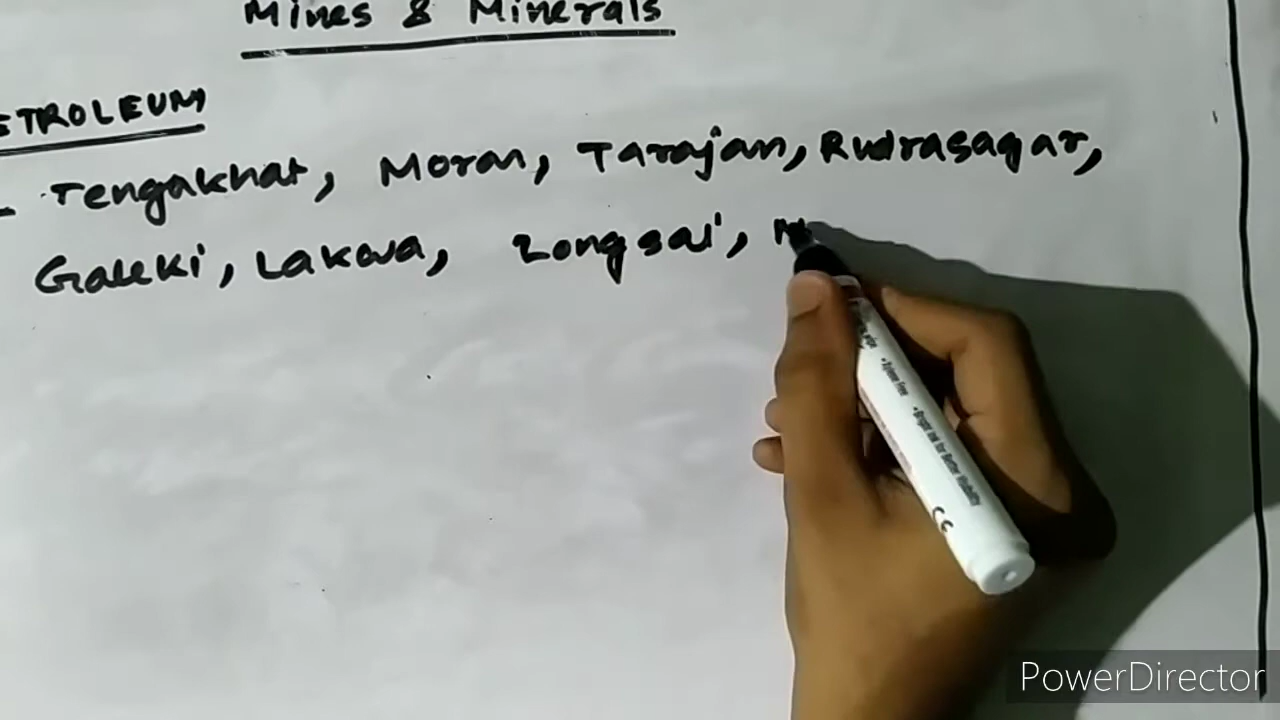 Mines & Minerals
ETROLEUM
- Tengakhat, Moran, Tarajan, Rudrasagar,
Galeki, Lakwa, Longsai, N
PowerDirector